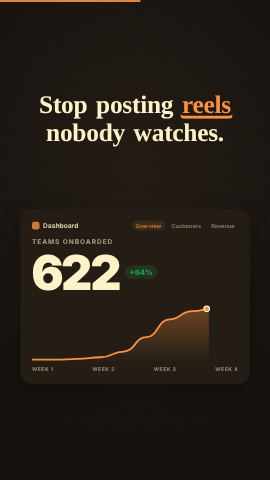 Stop posting reels
nobody watches.
Dashboard
Overview Customers Revenue
TEAMS ONBOARDED
622 +64%
WEEK 1 WEEK 2 WEEK 3 WEEK 4